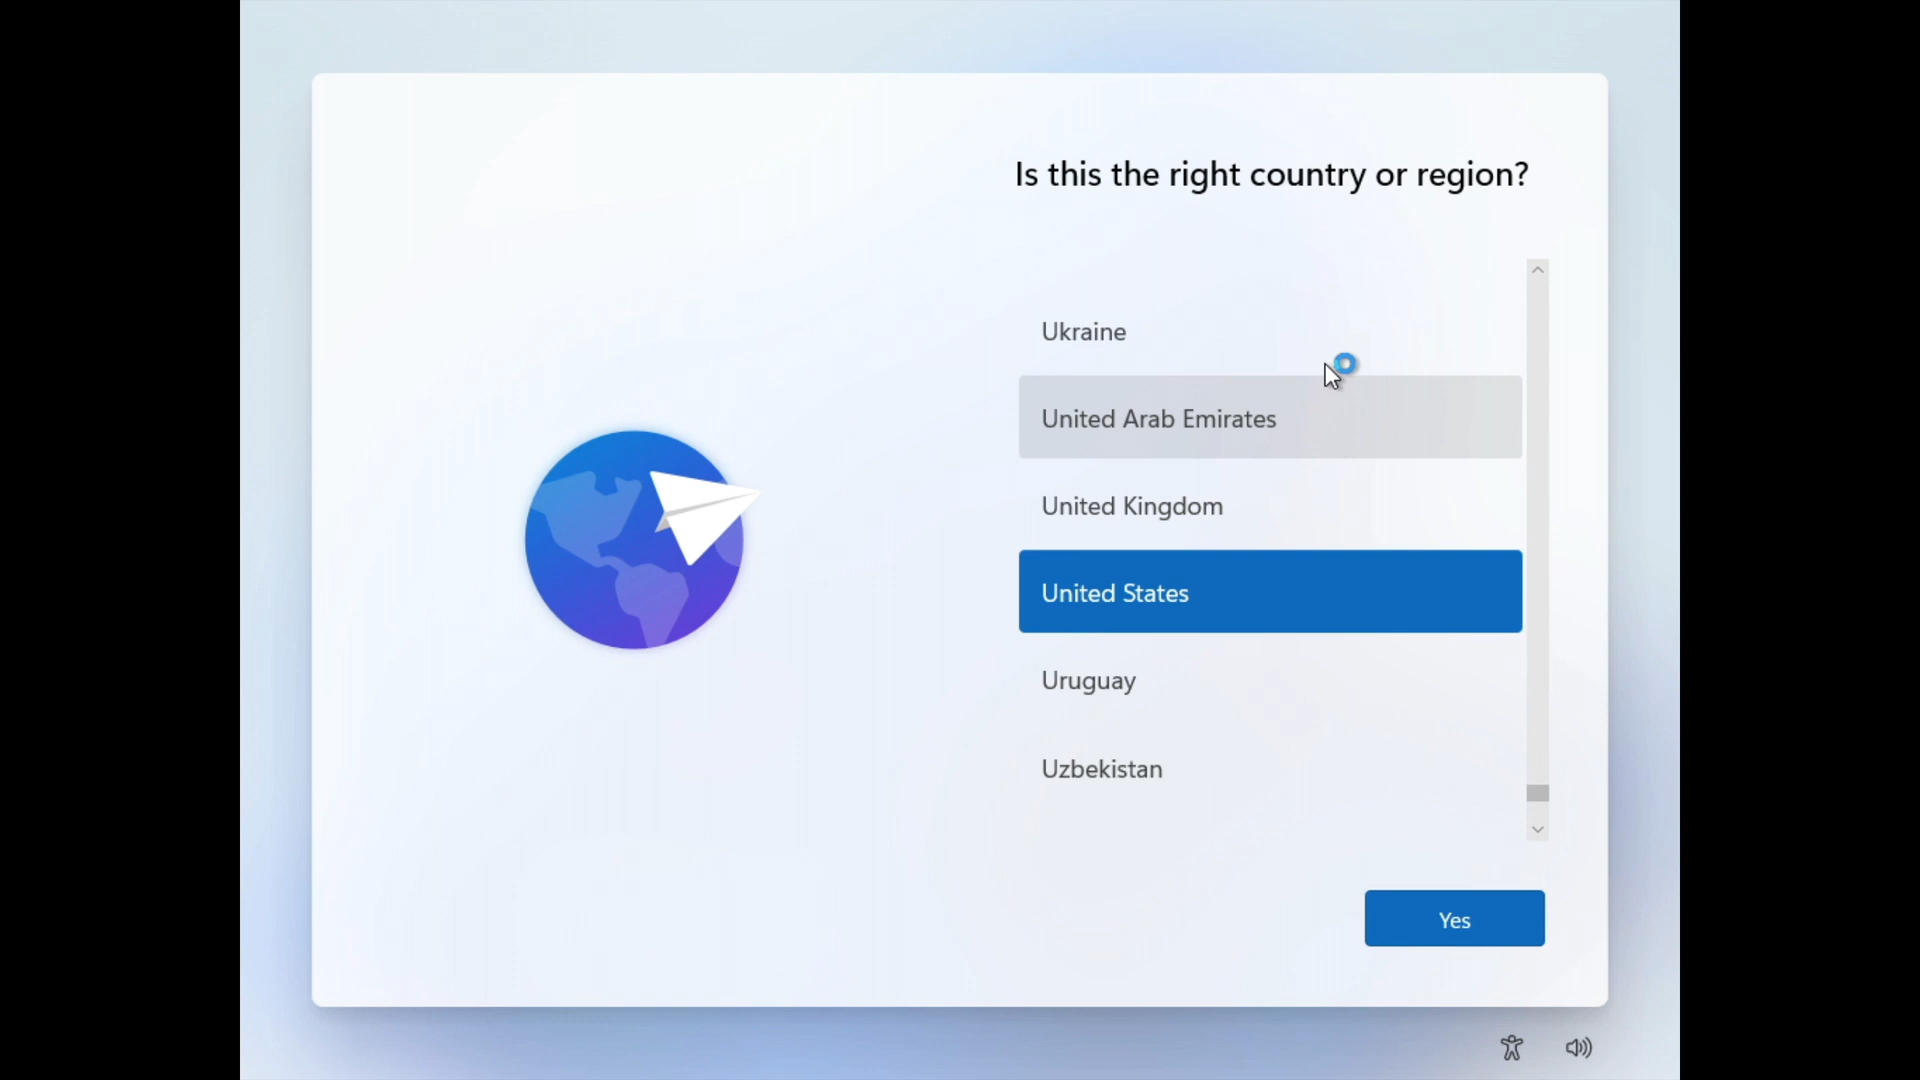 Is this the right country or region?
Ukraine
United Arab Emirates
United Kingdom
United States
Uruguay
Uzbekistan
Yes